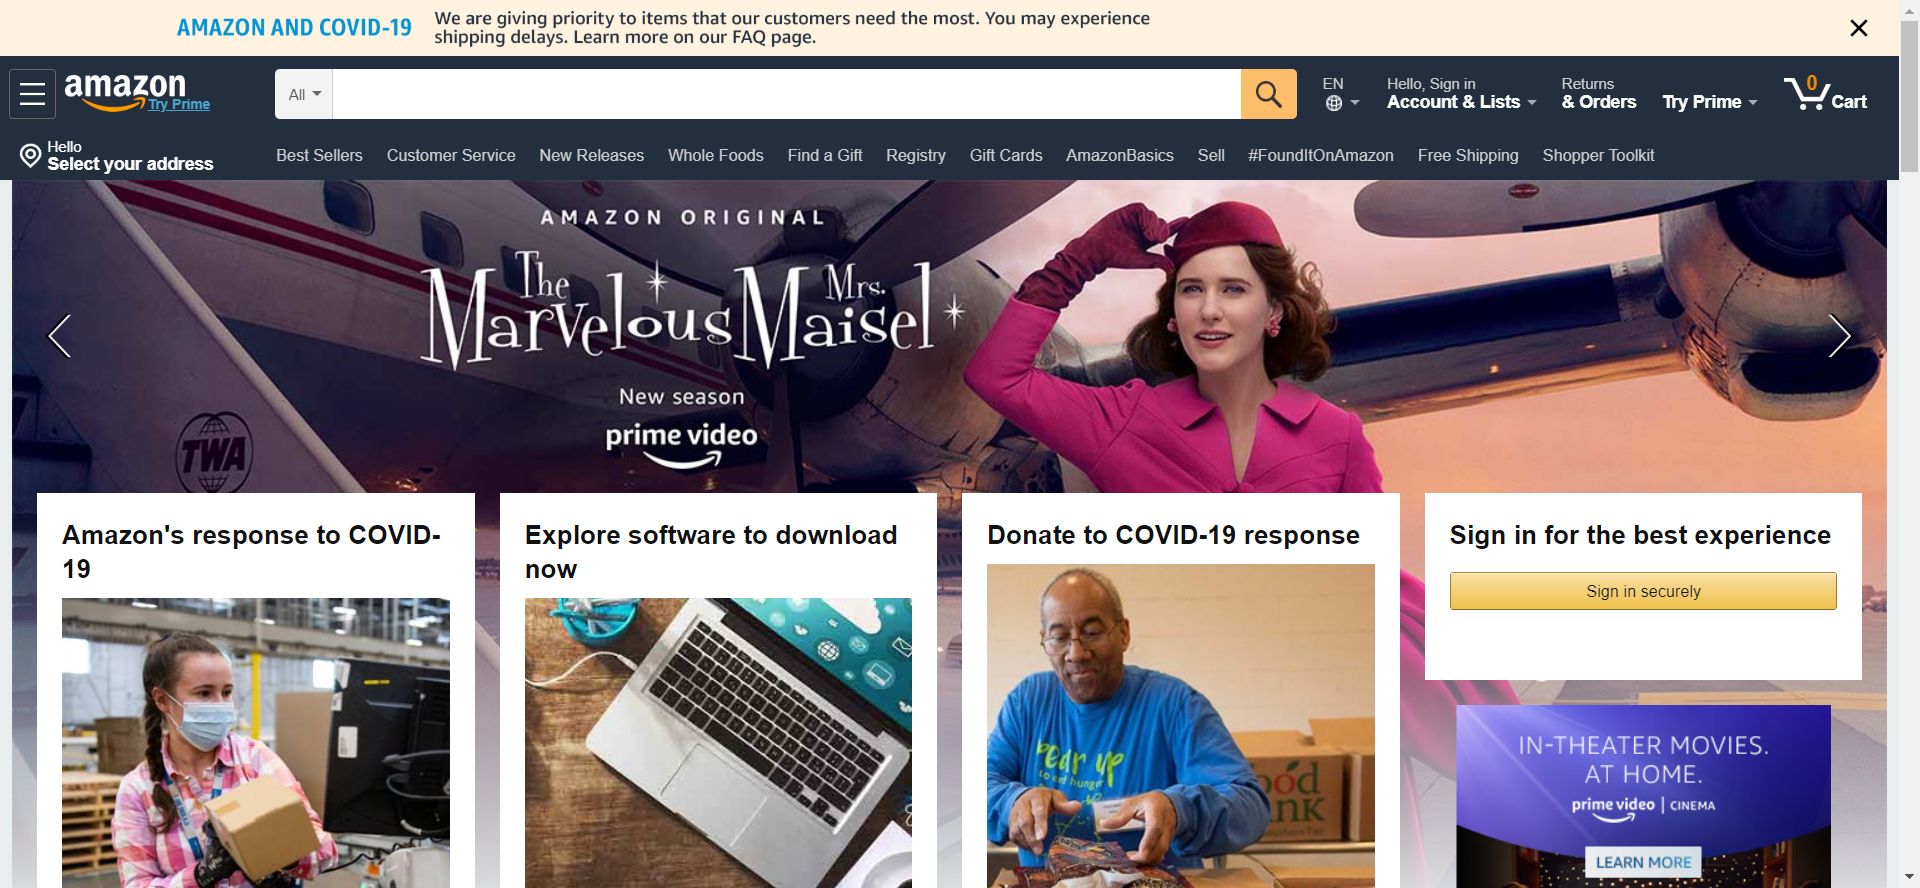 AMAZON AND COVID-19
We are giving priority to items that our customers need the most. You may experience
shipping delays. Learn more on our FAQ page.
amazon
Try Prime
All
EN
Hello, Sign in
Account & Lists
Returns
& Orders
Try Prime
0
Cart
Hello
Select your address
Best Sellers
Customer Service
New Releases
Whole Foods
Find a Gift
Registry
Gift Cards
AmazonBasics
Sell
#FoundItOnAmazon
Free Shipping
Shopper Toolkit
AMAZON ORIGINAL
The
Marvelous Mrs. Maisel
New season
prime video
TWA
Amazon's response to COVID-
19
Explore software to download
now
Donate to COVID-19 response
Sign in for the best experience
Sign in securely
Gear up
to end hunger
IN-THEATER MOVIES.
AT HOME.
prime video | CINEMA
LEARN MORE